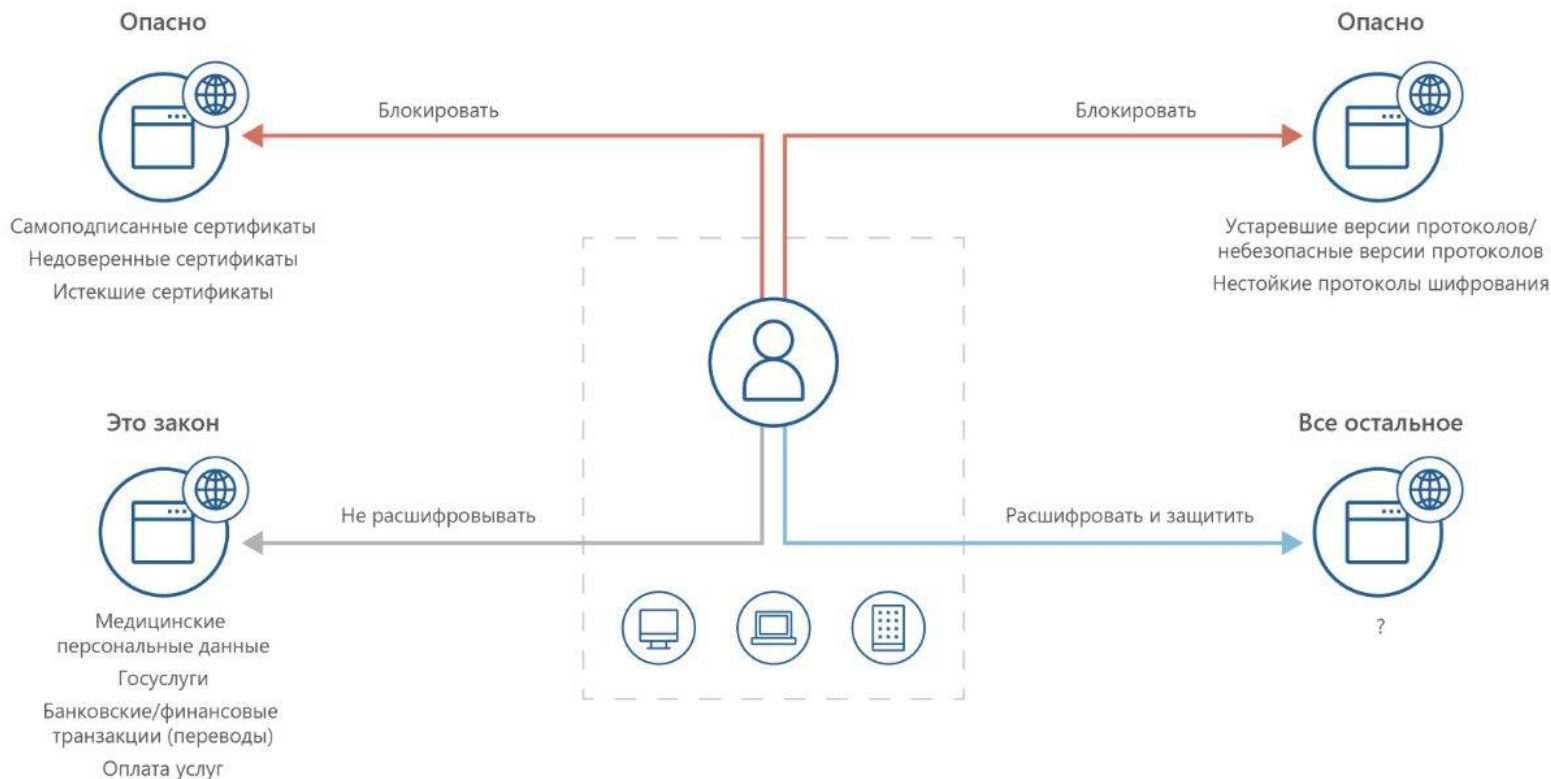 Опасно
Опасно
Блокировать
Блокировать
Самоподписанные сертификаты
Недоверенные сертификаты
Истекшие сертификаты
Устаревшие версии протоколов/
небезопасные версии протоколов
Нестойкие протоколы шифрования
Это закон
Все остальное
Не расшифровывать
Расшифровать и защитить
Медицинские
персональные данные
Госуслуги
Банковские/финансовые
транзакции (переводы)
Оплата услуг
?